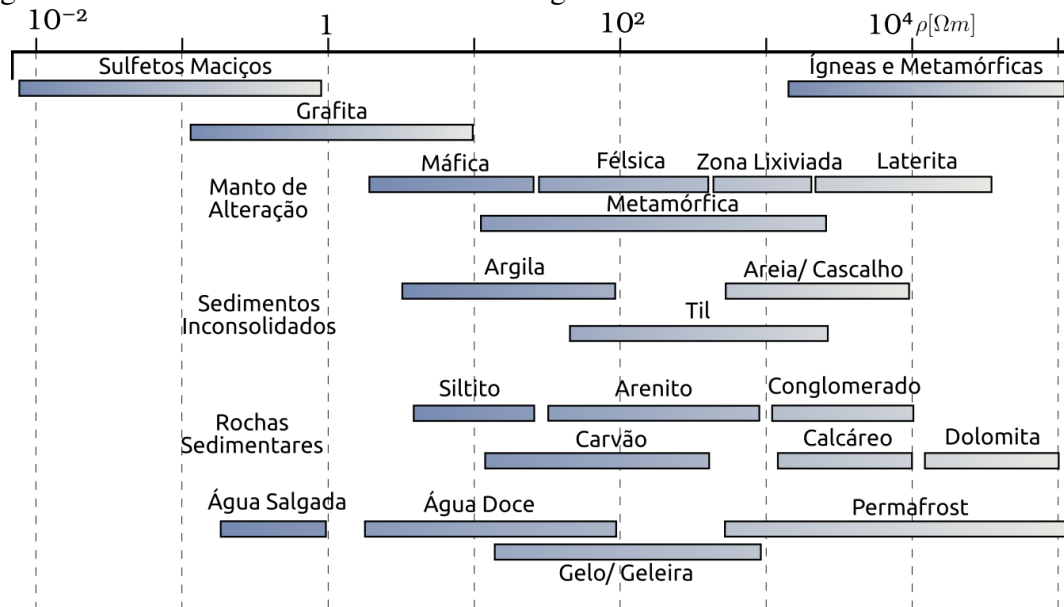 10⁻² 1 10² 10⁴ ρ[Ωm]
Sulfetos Maciços Ígneas e Metamórficas
Grafita
Máfica Félsica Zona Lixiviada Laterita
Manto de
Alteração
Metamórfica
Argila Areia/ Cascalho
Sedimentos
Inconsolidados
Til
Siltito Arenito Conglomerado
Rochas
Sedimentares
Carvão Calcáreo Dolomita
Água Salgada Água Doce Permafrost
Gelo/ Geleira